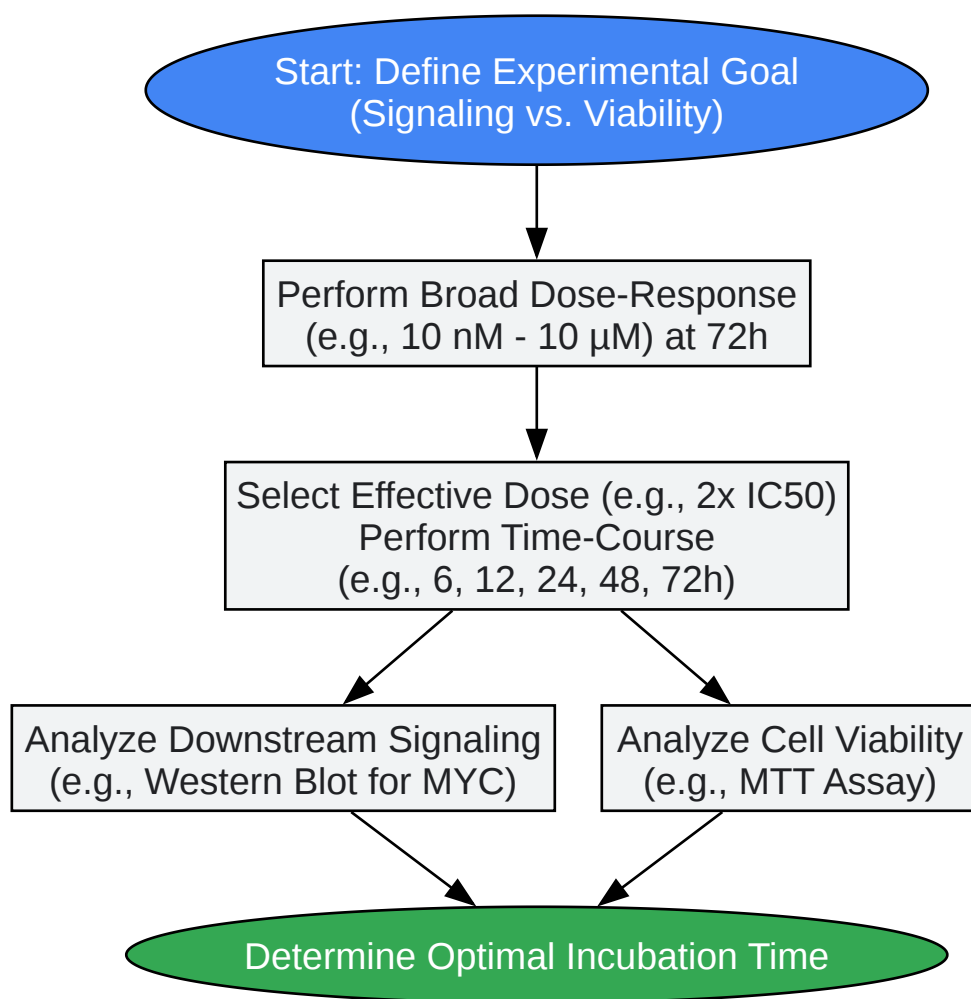 Start: Define Experimental Goal
(Signaling vs. Viability)
Perform Broad Dose-Response
(e.g., 10 nM - 10 µM) at 72h
Select Effective Dose (e.g., 2x IC50)
Perform Time-Course
(e.g., 6, 12, 24, 48, 72h)
Analyze Downstream Signaling
(e.g., Western Blot for MYC)
Analyze Cell Viability
(e.g., MTT Assay)
Determine Optimal Incubation Time